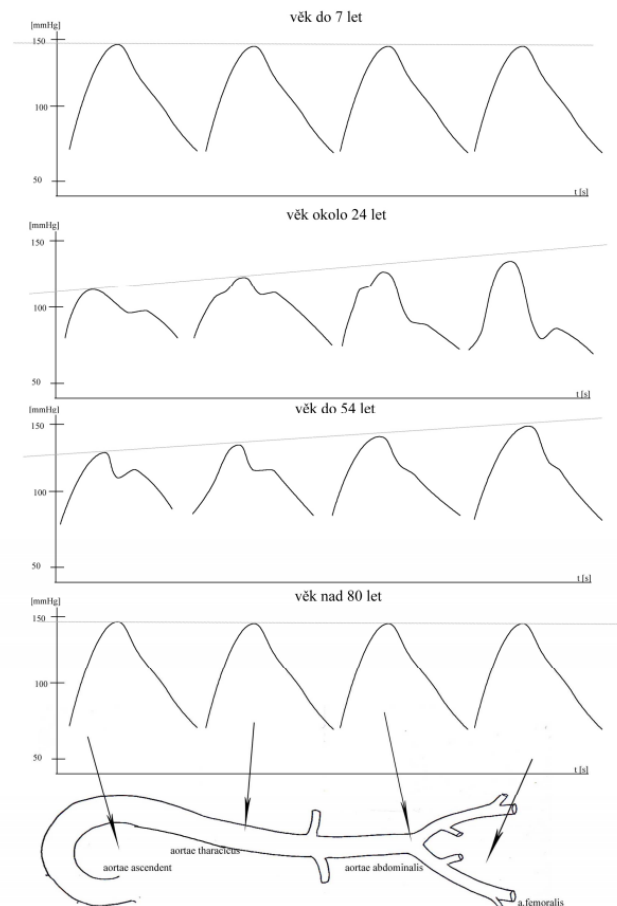 věk do 7 let
[mmHg]
150
100
50
t [s]
věk okolo 24 let
[mmHg]
150
100
50
t [s]
věk do 54 let
[mmHg]
150
100
50
t [s]
věk nad 80 let
[mmHg]
150
100
50
t [s]
aortae tharacicus
aortae ascendent
aortae abdominalis
a.femoralis